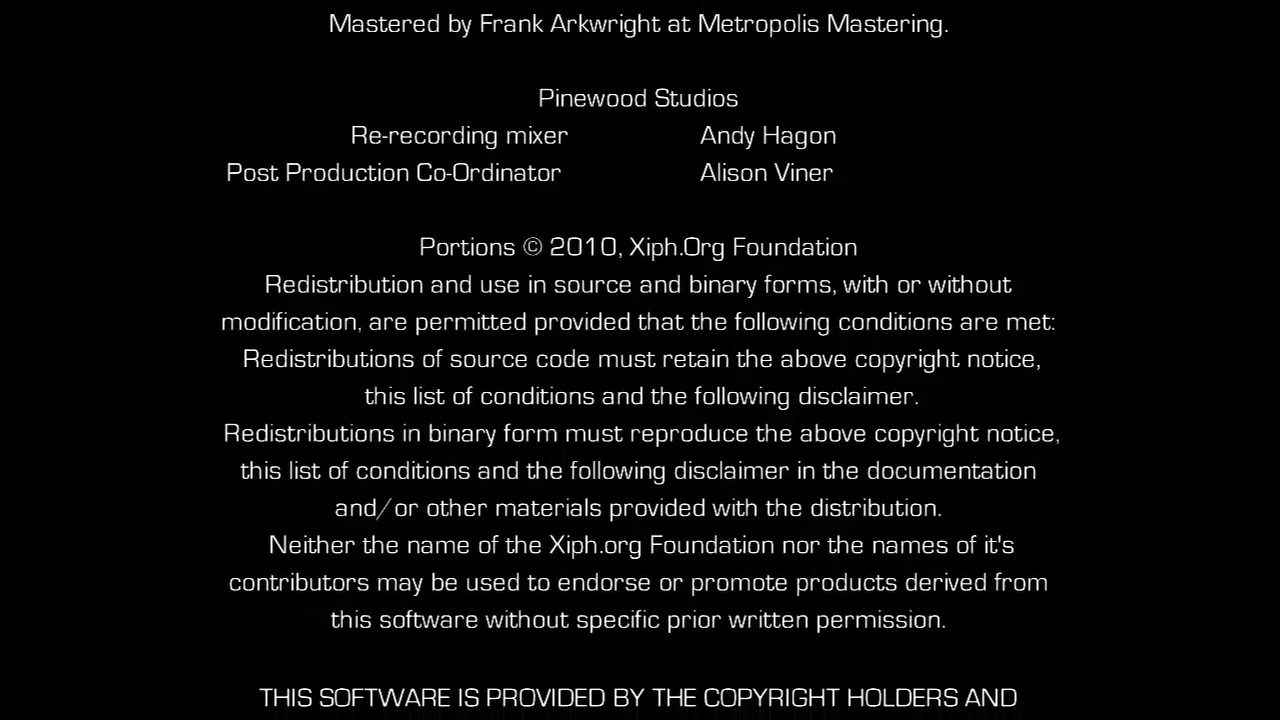 Mastered by Frank Arkwright at Metropolis Mastering.
Pinewood Studios
Re-recording mixer Andy Hagon
Post Production Co-Ordinator Alison Viner
Portions © 2010, Xiph.Org Foundation
Redistribution and use in source and binary forms, with or without
modification, are permitted provided that the following conditions are met:
Redistributions of source code must retain the above copyright notice,
this list of conditions and the following disclaimer.
Redistributions in binary form must reproduce the above copyright notice,
this list of conditions and the following disclaimer in the documentation
and/or other materials provided with the distribution.
Neither the name of the Xiph.org Foundation nor the names of it's
contributors may be used to endorse or promote products derived from
this software without specific prior written permission.
THIS SOFTWARE IS PROVIDED BY THE COPYRIGHT HOLDERS AND